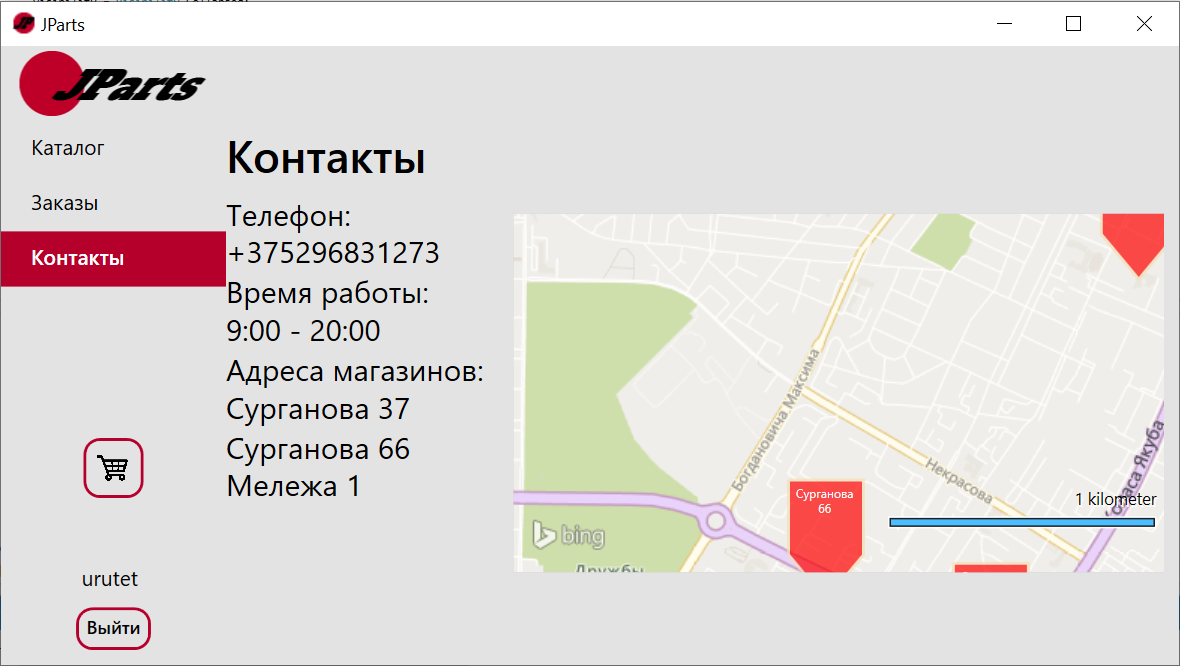 JParts
JParts
Каталог
Заказы
Контакты
urutet
Выйти
Контакты
Телефон:
+375296831273
Время работы:
9:00 - 20:00
Адреса магазинов:
Сурганова 37
Сурганова 66
Мележа 1
Богдановича Максима
Некрасова
Якуба
1 kilometer
Сурганова
66
bing